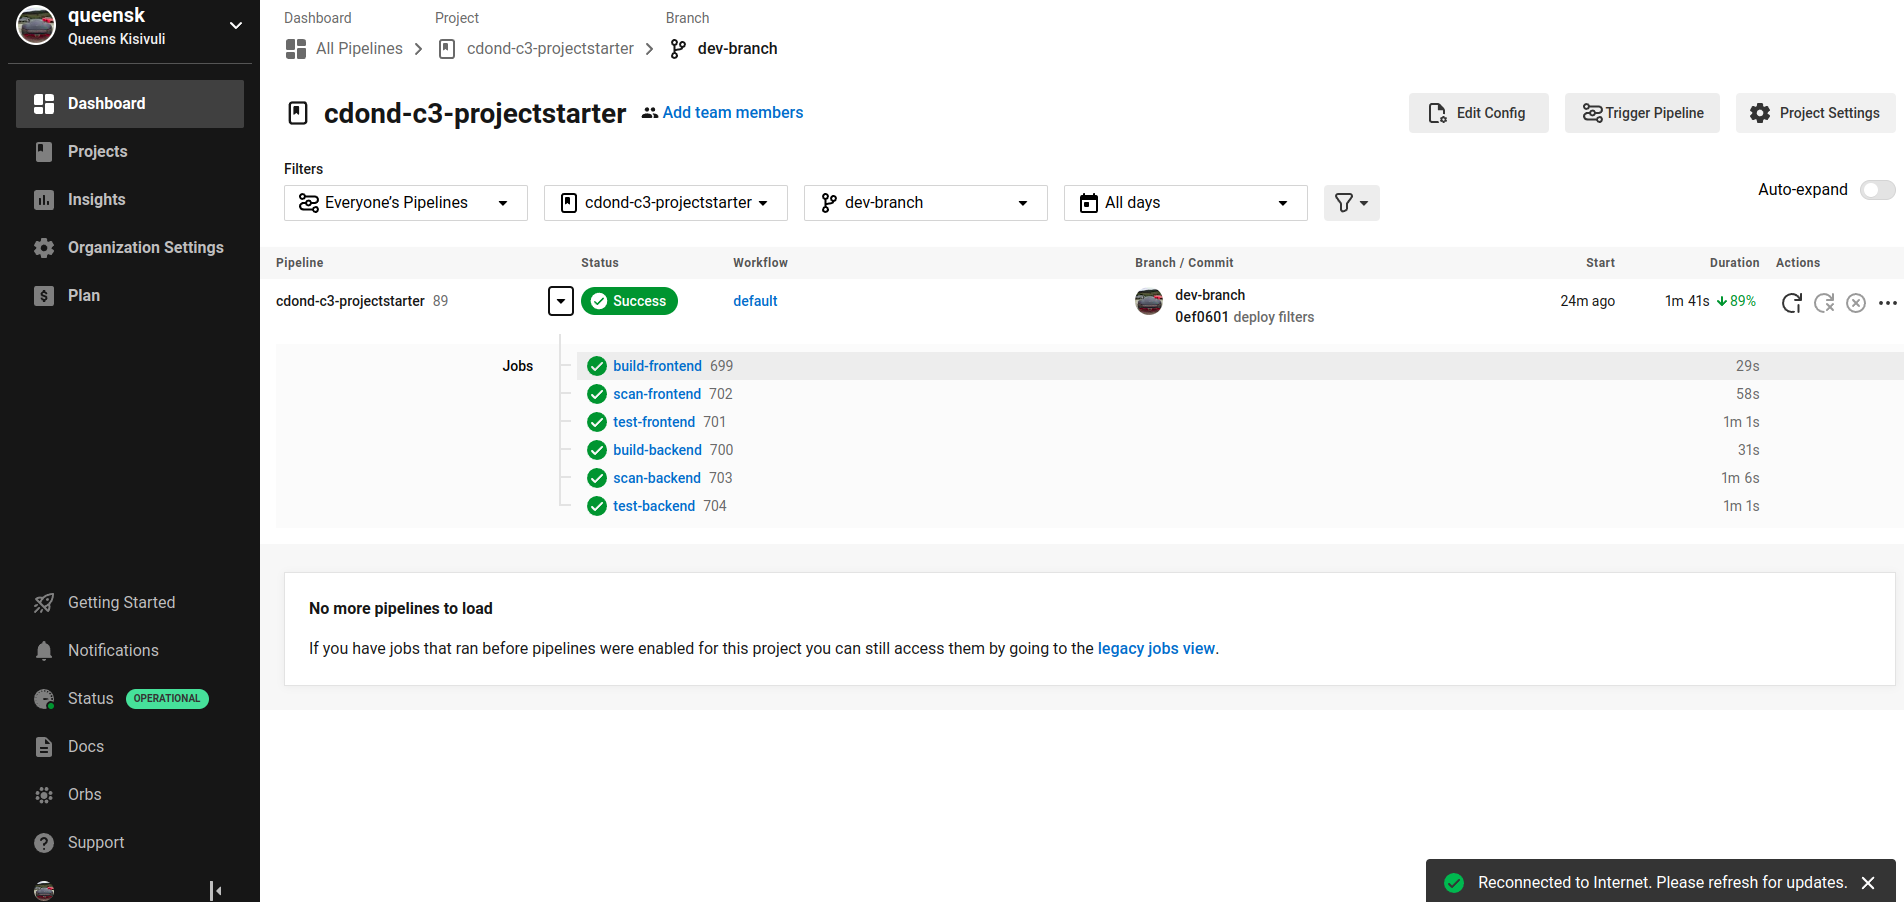 queensk
Queens Kisivuli
Dashboard
Projects
Insights
Organization Settings
Plan
Getting Started
Notifications
Status OPERATIONAL
Docs
Orbs
Support
Dashboard Project Branch
All Pipelines cdond-c3-projectstarter dev-branch
cdond-c3-projectstarter Add team members
Edit Config Trigger Pipeline Project Settings
Filters
Everyone’s Pipelines cdond-c3-projectstarter dev-branch All days
Auto-expand
Pipeline Status Workflow Branch / Commit Start Duration Actions
cdond-c3-projectstarter 89 Success default dev-branch 24m ago 1m 41s 89%
0ef0601 deploy filters
Jobs build-frontend 699 29s
scan-frontend 702 58s
test-frontend 701 1m 1s
build-backend 700 31s
scan-backend 703 1m 6s
test-backend 704 1m 1s
No more pipelines to load
If you have jobs that ran before pipelines were enabled for this project you can still access them by going to the legacy jobs view.
Reconnected to Internet. Please refresh for updates.